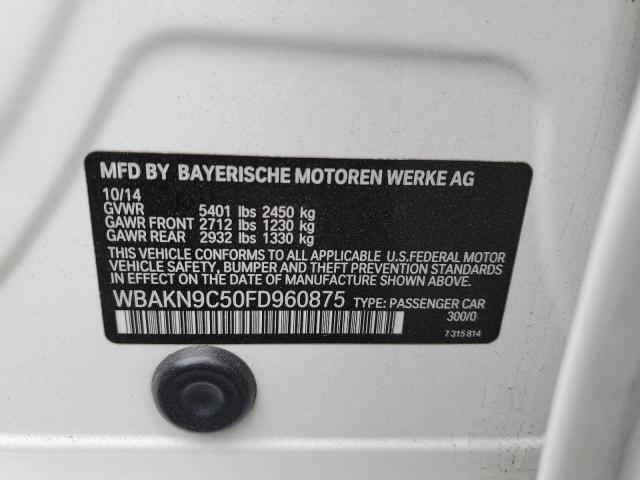 MFD BY BAYERISCHE MOTOREN WERKE AG
10/14
GVWR 5401 lbs 2450 kg
GAWR FRONT 2712 lbs 1230 kg
GAWR REAR 2932 lbs 1330 kg
THIS VEHICLE CONFORMS TO ALL APPLICABLE U.S.FEDERAL MOTOR
VEHICLE SAFETY, BUMPER, AND THEFT PREVENTION STANDARDS
IN EFFECT ON THE DATE OF MANUFACTURE SHOWN ABOVE.
WBAKN9C50FD960875 TYPE: PASSENGER CAR
300/0
7 315 814